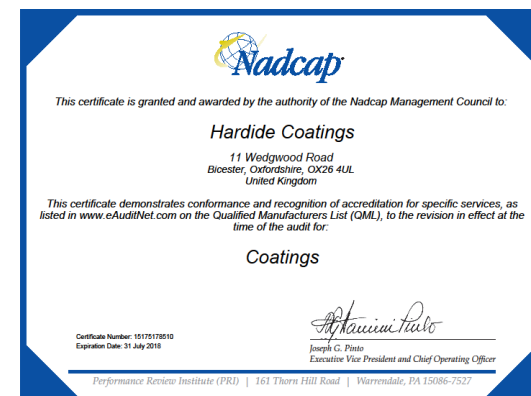 Nadcap
This certificate is granted and awarded by the authority of the Nadcap Management Council to:
Hardide Coatings
11 Wedgwood Road
Bicester, Oxfordshire, OX26 4UL
United Kingdom
This certificate demonstrates conformance and recognition of accreditation for specific services, as
listed in www.eAuditNet.com on the Qualified Manufacturers List (QML), to the revision in effect at the
time of the audit for:
Coatings
Certificate Number: 15175178510
Expiration Date: 31 July 2018
Joseph G. Pinto
Executive Vice President and Chief Operating Officer
Performance Review Institute (PRI) | 161 Thorn Hill Road | Warrendale, PA 15086-7527